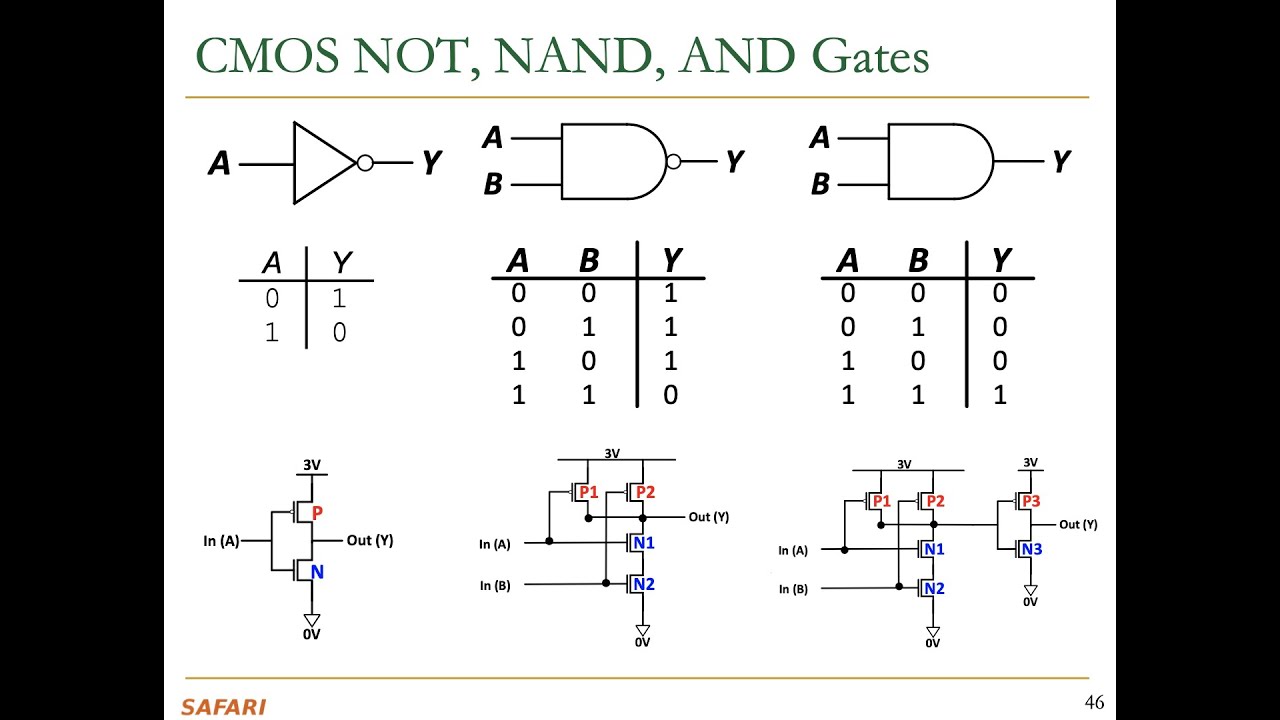 CMOS NOT, NAND, AND Gates
A Y
A B Y
A B Y
A Y
0 1
1 0
A B Y
0 0 1
0 1 1
1 0 1
1 1 0
A B Y
0 0 0
0 1 0
1 0 0
1 1 1
3V
P
In (A) Out (Y)
N
0V
3V
P1 P2
Out (Y)
In (A) N1
In (B) N2
0V
3V 3V
P1 P2 P3
Out (Y)
In (A) N1 N3
In (B) N2
0V 0V
SAFARI
46